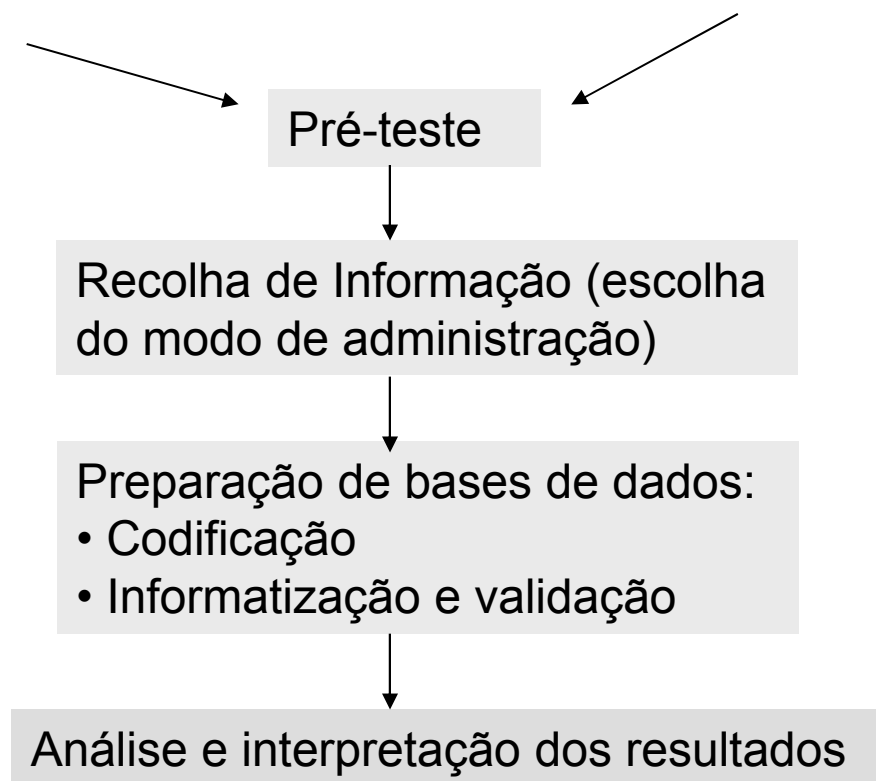 Pré-teste
Recolha de Informação (escolha
do modo de administração)
Preparação de bases de dados:
• Codificação
• Informatização e validação
Análise e interpretação dos resultados